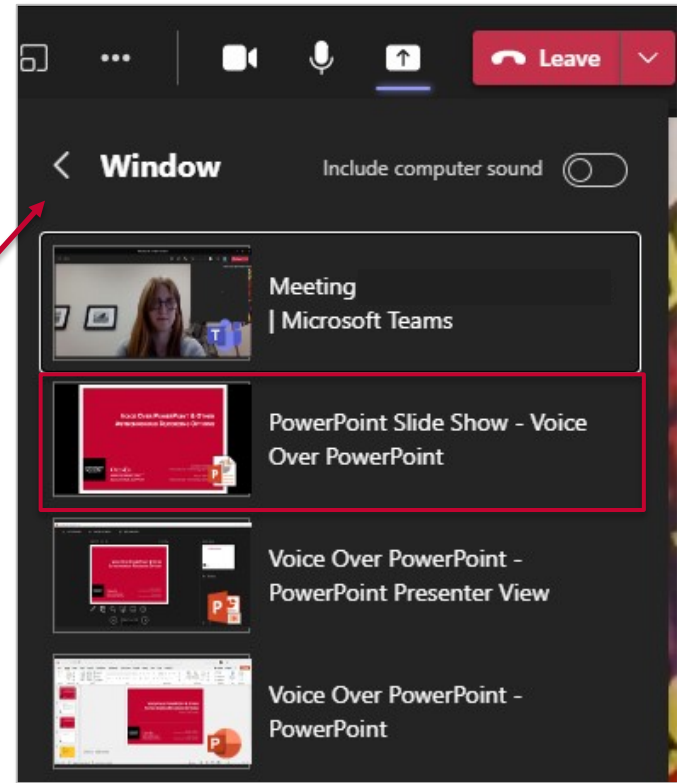 Leave
Window
Include computer sound
Meeting
| Microsoft Teams
PowerPoint Slide Show - Voice
Over PowerPoint
Voice Over PowerPoint -
PowerPoint Presenter View
Voice Over PowerPoint -
PowerPoint